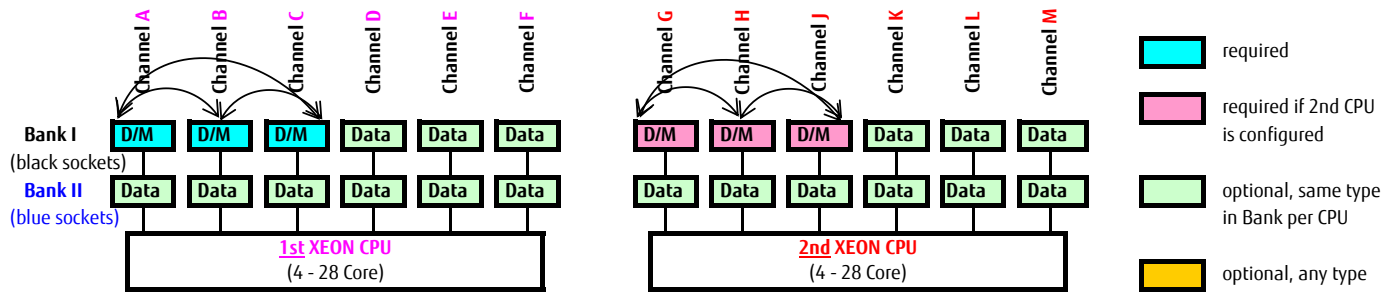 Channel A
Channel B
Channel C
Channel D
Channel E
Channel F
Channel G
Channel H
Channel J
Channel K
Channel L
Channel M
required
required if 2nd CPU
is configured
Bank I
(black sockets)
D/M D/M D/M Data Data Data
D/M D/M D/M Data Data Data
Bank II
(blue sockets)
Data Data Data Data Data Data
Data Data Data Data Data Data
optional, same type
in Bank per CPU
1st XEON CPU
(4 - 28 Core)
2nd XEON CPU
(4 - 28 Core)
optional, any type